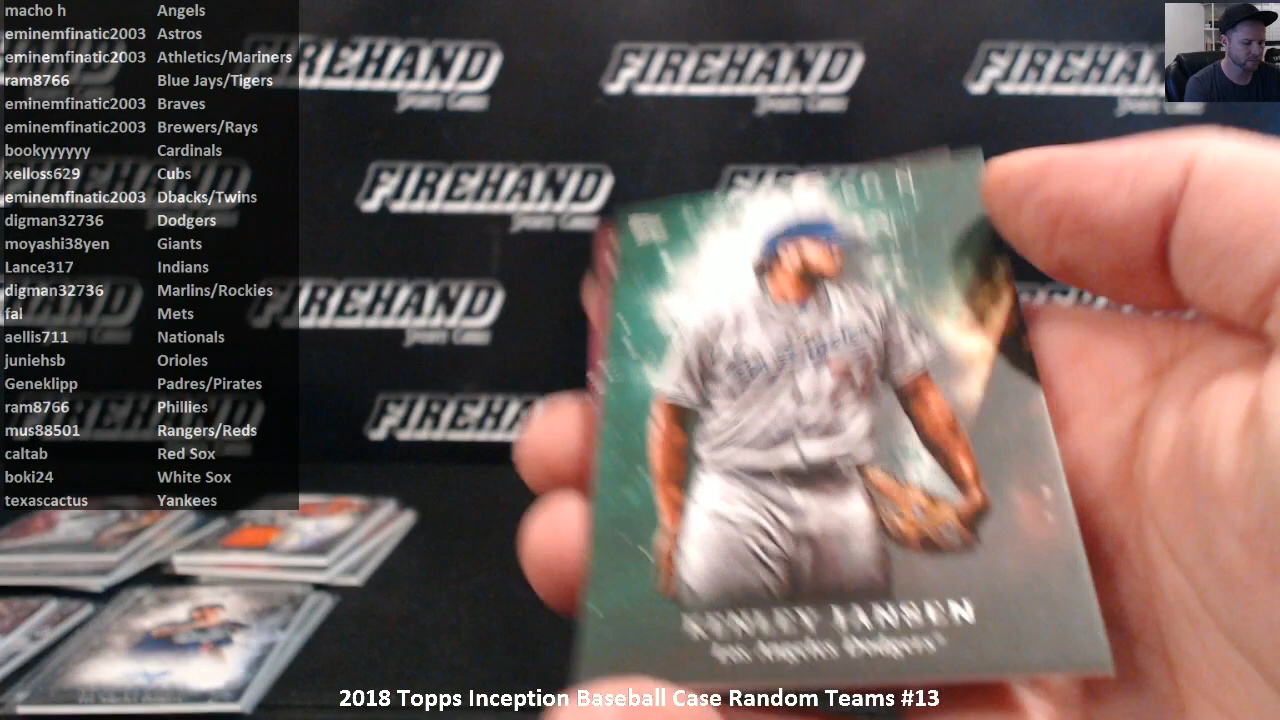 macho h Angels
eminemfinatic2003 Astros
eminemfinatic2003 Athletics/Mariners
ram8766 Blue Jays/Tigers
eminemfinatic2003 Braves
eminemfinatic2003 Brewers/Rays
bookyyyyyy Cardinals
xelloss629 Cubs
eminemfinatic2003 Dbacks/Twins
digman32736 Dodgers
moyashi38yen Giants
Lance317 Indians
digman32736 Marlins/Rockies
fal Mets
aellis711 Nationals
juniehsb Orioles
Geneklipp Padres/Pirates
ram8766 Phillies
mus88501 Rangers/Reds
caltab Red Sox
boki24 White Sox
texascactus Yankees
FIREHAND
FIREHAND
FIREHAND
FIREHAND
FIREHAND
FIREHAND
KENLEY JANSEN
Los Angeles Dodgers
2018 Topps Inception Baseball Case Random Teams #13